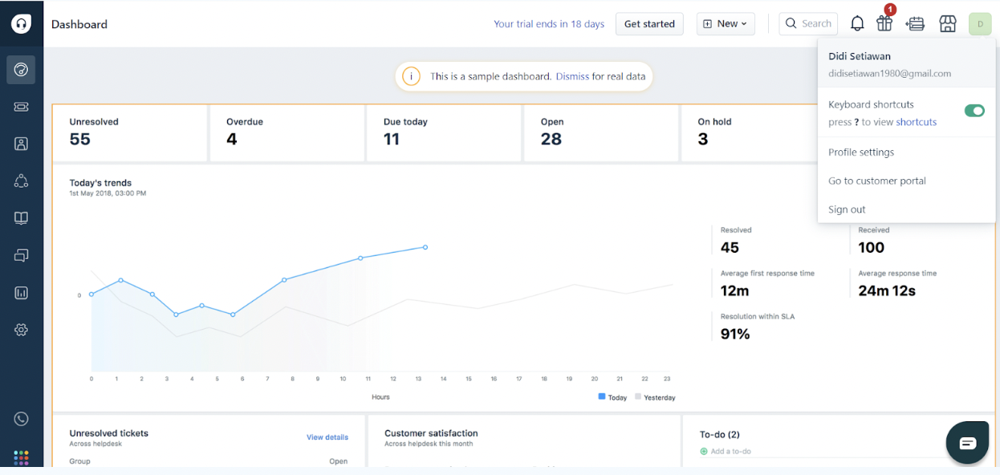 Dashboard
Your trial ends in 18 days
Get started
New
Search
1
D
Didi Setiawan
didisetiawan1980@gmail.com
Keyboard shortcuts
press ? to view shortcuts
Profile settings
Go to customer portal
Sign out
i This is a sample dashboard. Dismiss for real data
Unresolved
55
Overdue
4
Due today
11
Open
28
On hold
3
Today's trends
1st May 2018, 03:00 PM
0
0 1 2 3 4 5 6 7 8 9 10 11 12 13 14 15 16 17 18 19 20 21 22 23
Hours
Today Yesterday
Resolved
45
Received
100
Average first response time
12m
Average response time
24m 12s
Resolution within SLA
91%
Unresolved tickets
Across helpdesk
View details
Group Open
Customer satisfaction
Across helpdesk this month
To-do (2)
Add a to-do